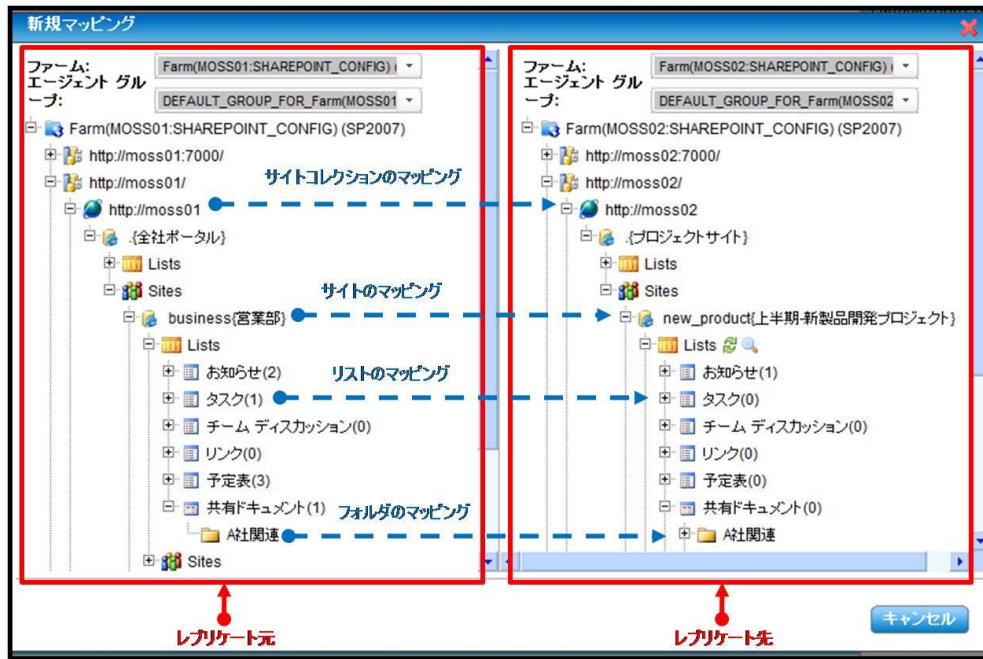 新規マッピング
ファーム:
Farm(MOSS01:SHAREPOINT_CONFIG) (
エージェント グループ:
DEFAULT_GROUP_FOR_Farm(MOSS01
Farm(MOSS01:SHAREPOINT_CONFIG) (SP2007)
http://moss01:7000/
http://moss01/
http://moss01
.{全社ポータル}
Lists
Sites
business{営業部}
Lists
お知らせ(2)
タスク(1)
チーム ディスカッション(0)
リンク(0)
予定表(3)
共有ドキュメント(1)
A社関連
Sites
サイトコレクションのマッピング
サイトのマッピング
リストのマッピング
フォルダのマッピング
ファーム:
Farm(MOSS02:SHAREPOINT_CONFIG) (
エージェント グループ:
DEFAULT_GROUP_FOR_Farm(MOSS02
Farm(MOSS02:SHAREPOINT_CONFIG) (SP2007)
http://moss02:7000/
http://moss02/
http://moss02
.{プロジェクトサイト}
Lists
Sites
new_product{上半期-新製品開発プロジェクト}
Lists
お知らせ(1)
タスク(0)
チーム ディスカッション(0)
リンク(0)
予定表(0)
共有ドキュメント(0)
A社関連
レプリケート元
レプリケート先
キャンセル